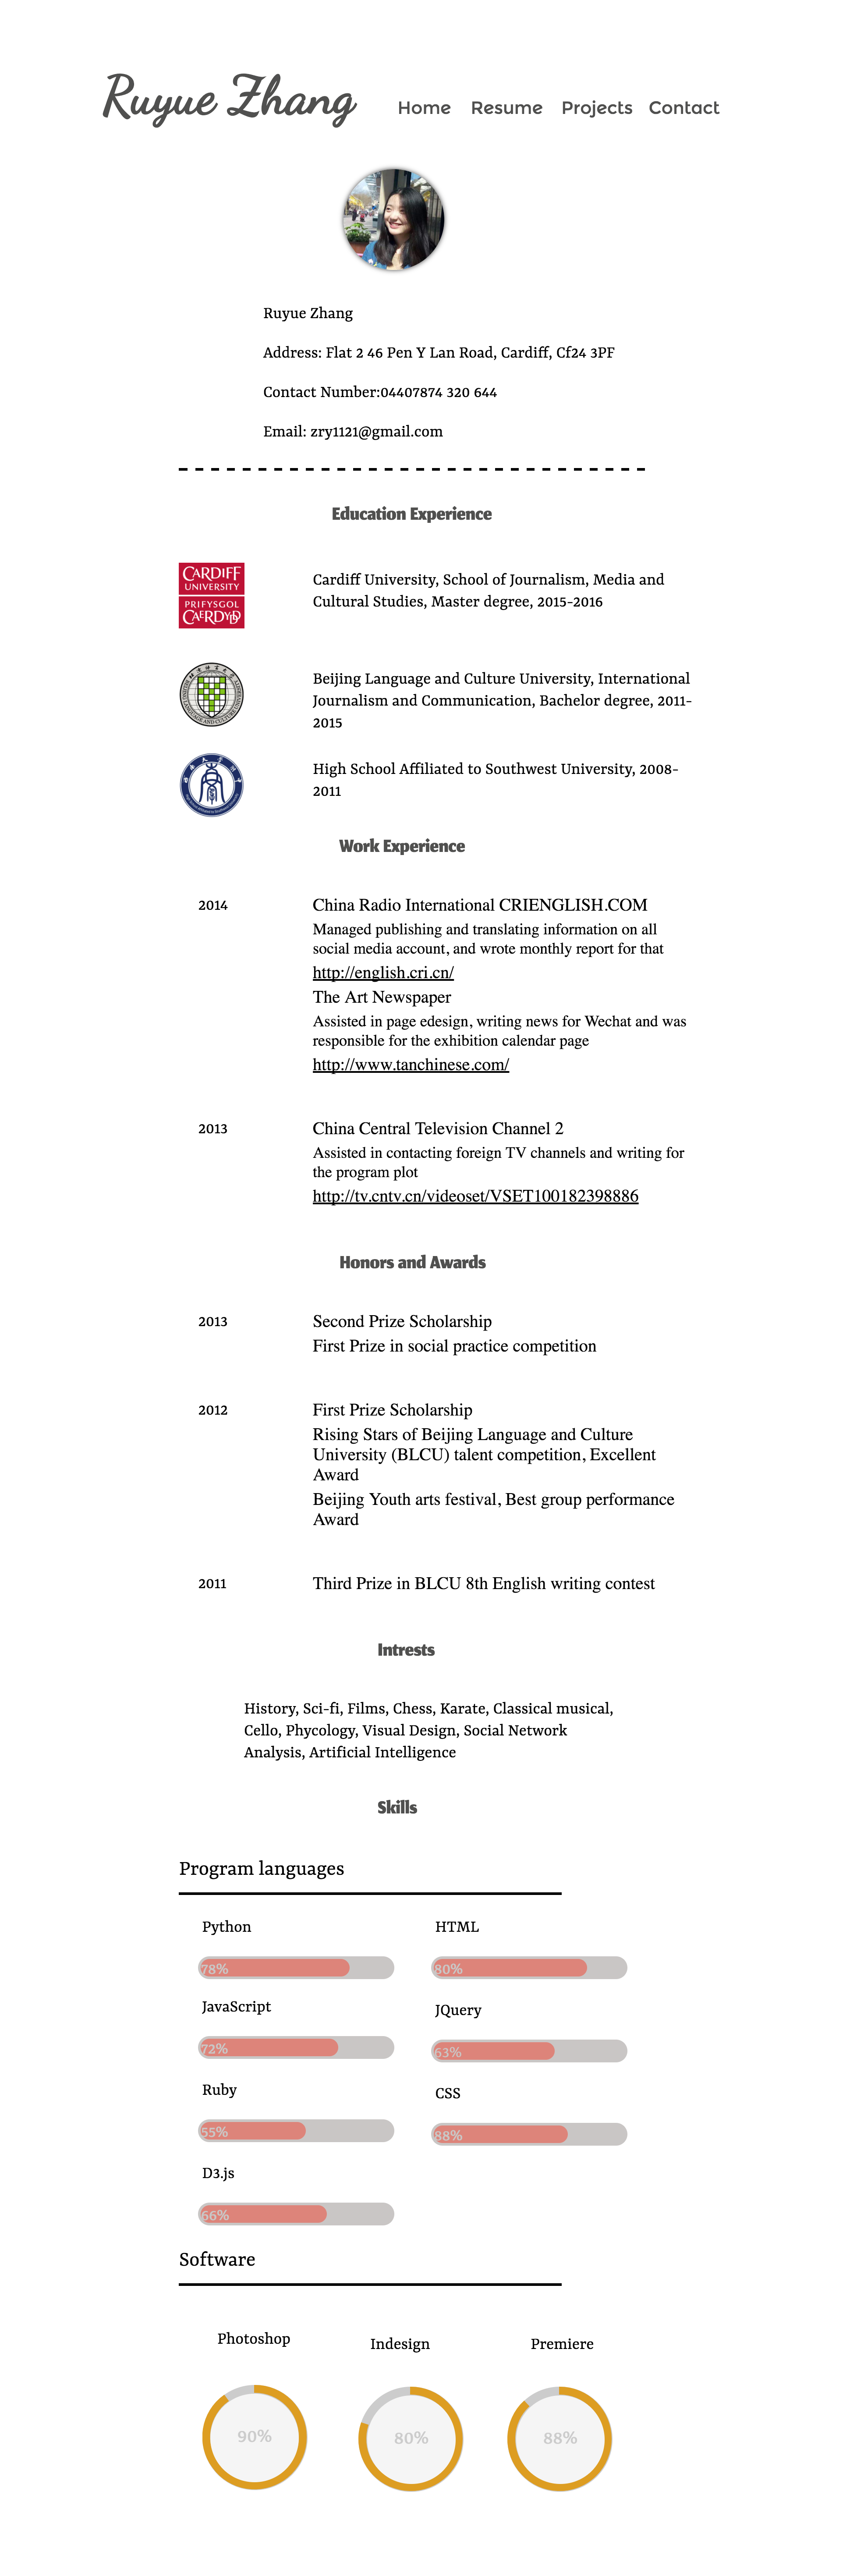 Ruyue Zhang
Home Resume Projects Contact
Ruyue Zhang
Address: Flat 2 46 Pen Y Lan Road, Cardiff, Cf24 3PF
Contact Number:04407874 320 644
Email: zry1121@gmail.com
Education Experience
CARDIFF
UNIVERSITY
PRIFYSGOL
CAERDYDD
Cardiff University, School of Journalism, Media and
Cultural Studies, Master degree, 2015-2016
Beijing Language and Culture University, International
Journalism and Communication, Bachelor degree, 2011-
2015
High School Affiliated to Southwest University, 2008-
2011
Work Experience
2014
China Radio International CRIENGLISH.COM
Managed publishing and translating information on all
social media account, and wrote monthly report for that
http://english.cri.cn/
The Art Newspaper
Assisted in page edesign, writing news for Wechat and was
responsible for the exhibition calendar page
http://www.tanchinese.com/
2013
China Central Television Channel 2
Assisted in contacting foreign TV channels and writing for
the program plot
http://tv.cntv.cn/videoset/VSET100182398886
Honors and Awards
2013
Second Prize Scholarship
First Prize in social practice competition
2012
First Prize Scholarship
Rising Stars of Beijing Language and Culture
University (BLCU) talent competition, Excellent
Award
Beijing Youth arts festival, Best group performance
Award
2011
Third Prize in BLCU 8th English writing contest
Intrests
History, Sci-fi, Films, Chess, Karate, Classical musical,
Cello, Phycology, Visual Design, Social Network
Analysis, Artificial Intelligence
Skills
Program languages
Python
78%
HTML
80%
JavaScript
72%
JQuery
63%
Ruby
55%
CSS
88%
D3.js
66%
Software
Photoshop
Indesign
Premiere
90%
80%
88%